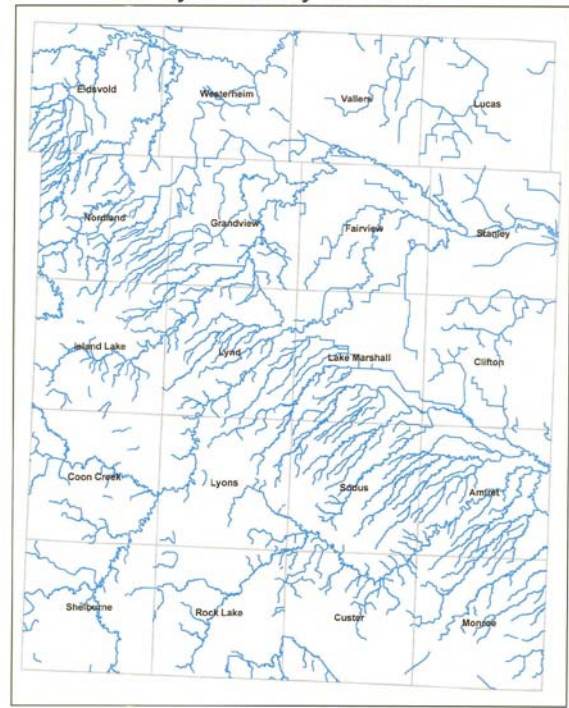 Eidsvold
Westerheim
Vallers
Lucas
Nordland
Grandview
Fairview
Stanley
Island Lake
Lynd
Lake Marshall
Clifton
Coon Creek
Lyons
Sodus
Amiret
Shelburne
Rock Lake
Custer
Monroe